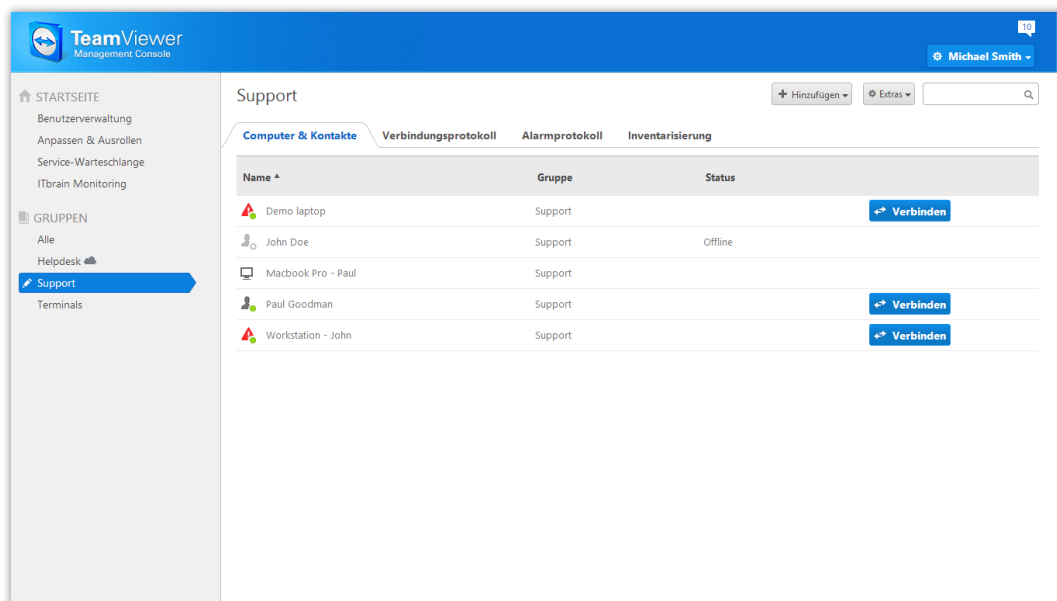 10
TeamViewer
Management Console
Michael Smith
STARTSEITE
Benutzerverwaltung
Anpassen & Ausrollen
Service-Warteschlange
ITbrain Monitoring
GRUPPEN
Alle
Helpdesk
Support
Terminals
Support
Hinzufügen
Extras
Computer & Kontakte Verbindungsprotokoll Alarmprotokoll Inventarisierung
Name Gruppe Status
Demo laptop Support Verbinden
John Doe Support Offline
Macbook Pro - Paul Support
Paul Goodman Support Verbinden
Workstation - John Support Verbinden